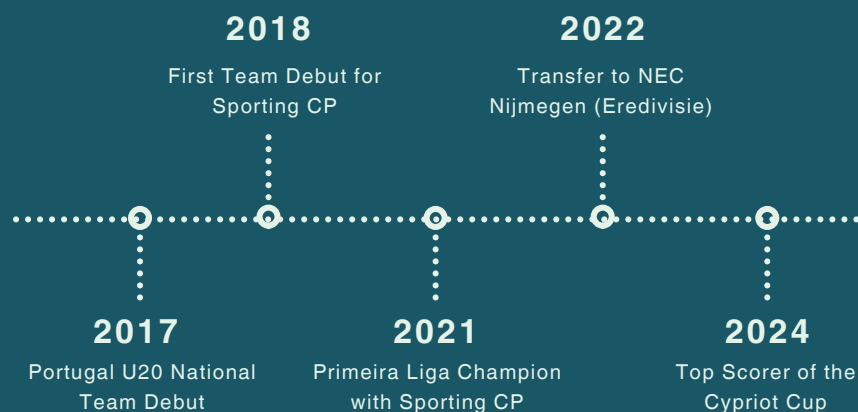 2018
First Team Debut for
Sporting CP
2022
Transfer to NEC
Nijmegen (Eredivisie)
2017
Portugal U20 National
Team Debut
2021
Primeira Liga Champion
with Sporting CP
2024
Top Scorer of the
Cypriot Cup